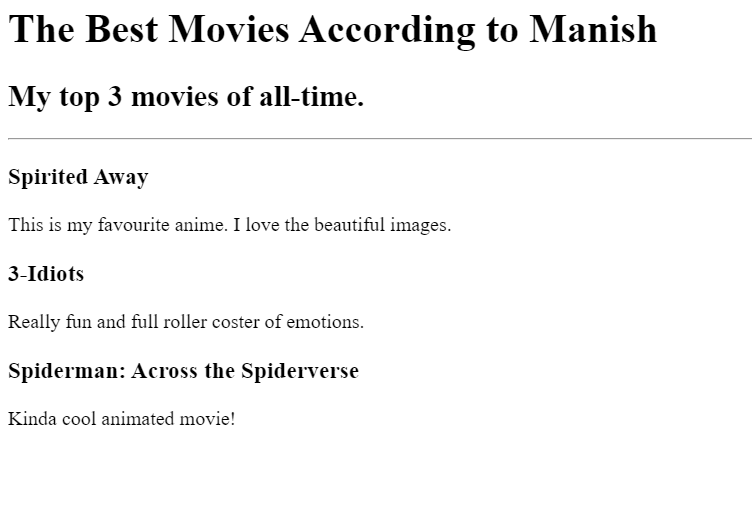 The Best Movies According to Manish
My top 3 movies of all-time.
Spirited Away
This is my favourite anime. I love the beautiful images.
3-Idiots
Really fun and full roller coster of emotions.
Spiderman: Across the Spiderverse
Kinda cool animated movie!